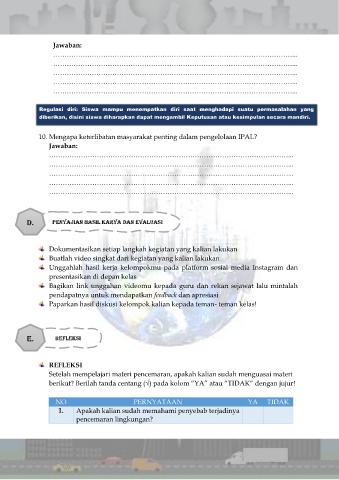 Jawaban:
Regulasi diri: Siswa mampu menempatkan diri saat menghadapi suatu permasalahan yang
diberikan, disini siswa diharapkan dapat mengambil Keputusan atau kesimpulan secara mandiri.
10. Mengapa keterlibatan masyarakat penting dalam pengelolaan IPAL?
Jawaban:
D. PENYAJIAN HASIL KARYA DAN EVALUASI
Dokumentasikan setiap langkah kegiatan yang kalian lakukan
Buatlah video singkat dari kegiatan yang kalian lakukan
Unggahlah hasil kerja kelompokmu pada platform sosial media Instagram dan
presentasikan di depan kelas
Bagikan link unggahan videomu kepada guru dan rekan sejawat lalu mintalah
pendapatnya untuk mendapatkan feedback dan apresiasi
Paparkan hasil diskusi kelompok kalian kepada teman- teman kelas!
E. REFLEKSI
REFLEKSI
Setelah mempelajari materi pencemaran, apakah kalian sudah menguasai materi
berikut? Berilah tanda centang (√) pada kolom “YA” atau “TIDAK” dengan jujur!
NO PERNYATAAN YA TIDAK
1. Apakah kalian sudah memahami penyebab terjadinya
pencemaran lingkungan?